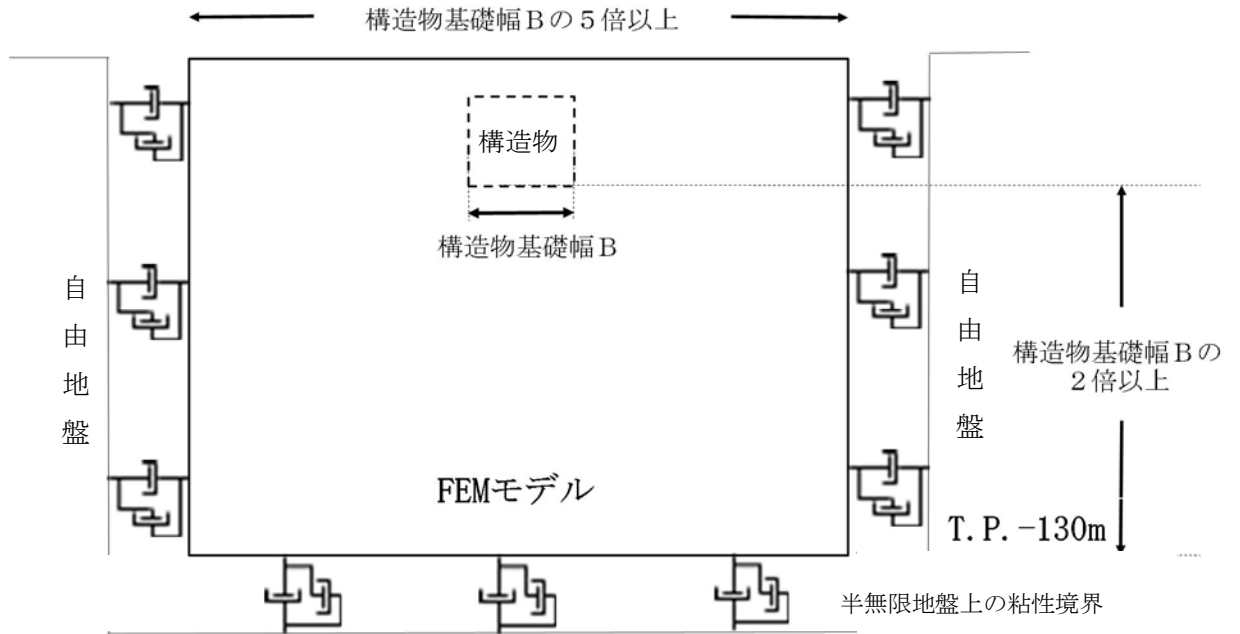 構造物基礎幅Ｂの５倍以上
構造物
構造物基礎幅Ｂ
自由地盤
自由地盤
構造物基礎幅Ｂの
２倍以上
FEMモデル
T.P.-130m
半無限地盤上の粘性境界